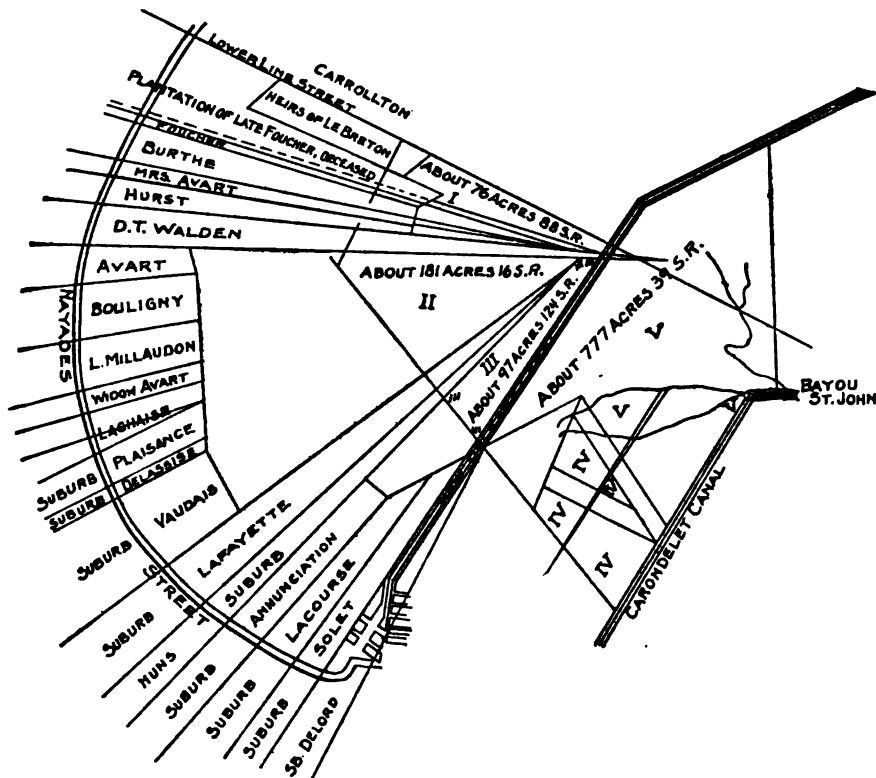 CARROLLTON
LOWER LINE STREET
HEIRS OF LE BRETON
PLANTATION OF LATE FOUCHER, DECEASED
FOUCHER
ABOUT 76 ACRES 88 S.R.
I
BURTHE
MRS. AVART
HURST
D.T. WALDEN
ABOUT 181 ACRES 16 S.R.
II
AVART
BOULIGNY
L. MILLAUDON
WIDOW AVART
LAGHAISE
PLAISANCE
DELASSISE
VAUDAIS
NAYADES
STREET
III
ABOUT 97 ACRES 124 S.R.
ABOUT 777 ACRES 39 S.R.
V
V
V
BAYOU
ST. JOHN
IV
IV
IV
IV
CARONDELET CANAL
LAFAYETTE
SUBURB
ANNUNCIATION
LACOURSE
SOLET
SUBURB
SUBURB
SUBURB
SUBURB
HUNS
SUBURB
SUBURB
SUBURB
SB. DELORD